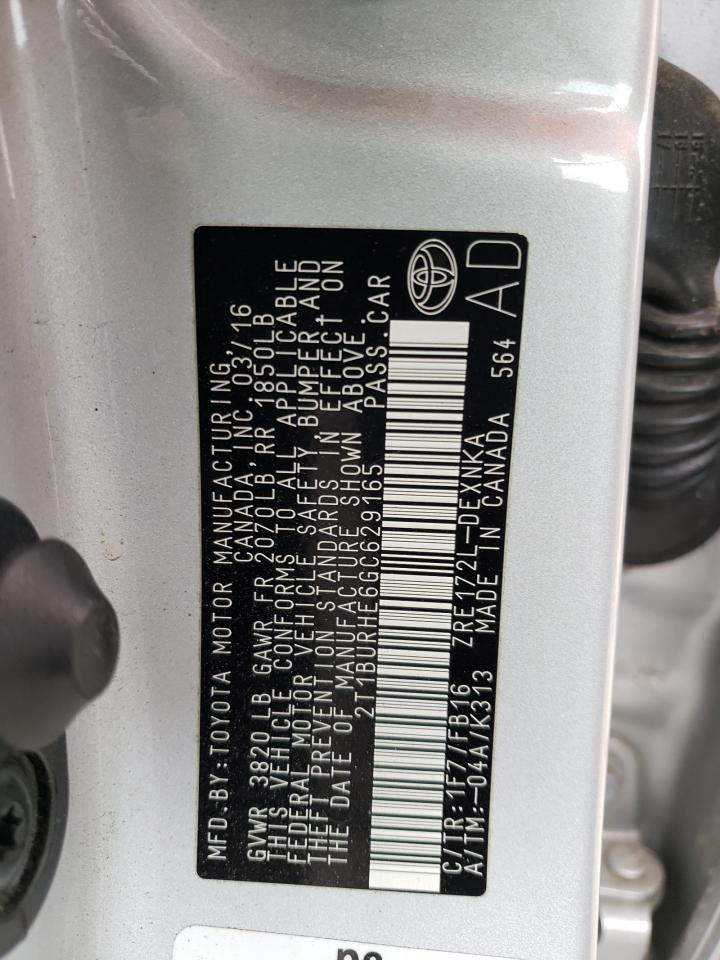 MFD.BY:TOYOTA MOTOR MANUFACTURING,
CANADA, INC. 03/16
GVWR 3820 LB GAWR FR 2070LB, RR 1850LB
THIS VEHICLE CONFORMS TO ALL APPLICABLE
FEDERAL MOTOR VEHICLE SAFETY, BUMPER, AND
THEFT PREVENTION STANDARDS IN EFFECT ON
THE DATE OF MANUFACTURE SHOWN ABOVE.
2T1BURHE6GC629165 PASS.CAR
C/TR:1F7/FB16 ZRE172L-DEXNKA
A/TM:-04A/K313 MADE IN CANADA 564
AD